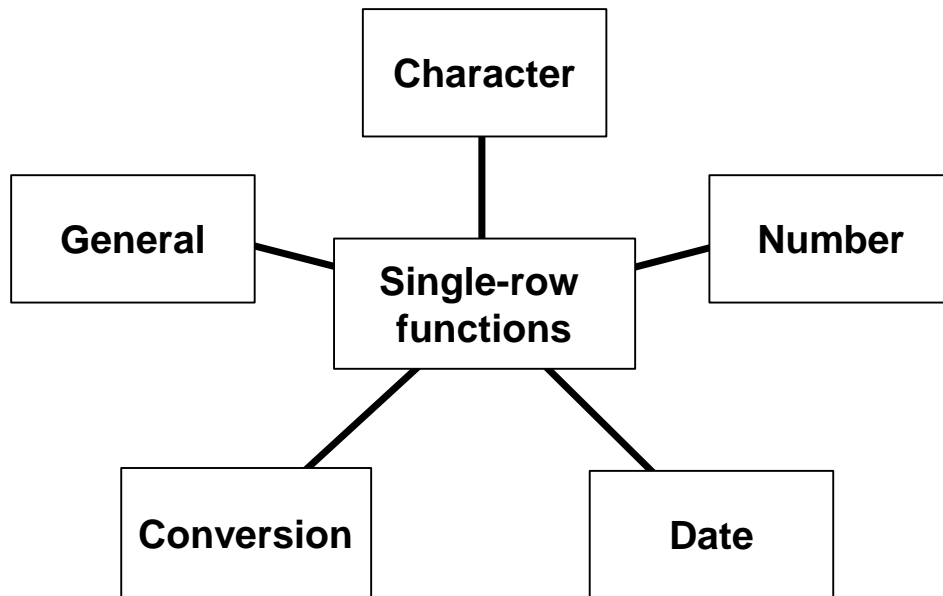 Character
General
Number
Single-row
functions
Conversion
Date